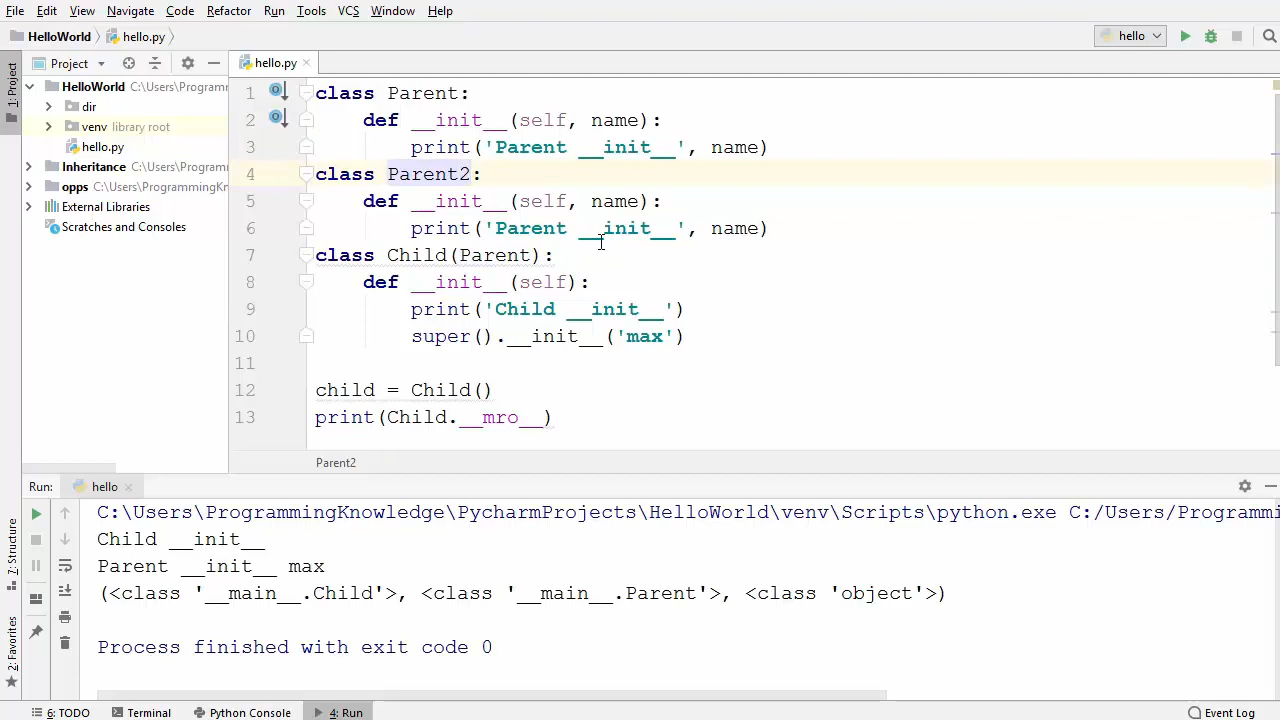 File Edit View Navigate Code Refactor Run Tools VCS Window Help
HelloWorld hello.py hello
1: Project
Project hello.py
HelloWorld C:\Users\Programm
dir
venv library root
hello.py
Inheritance C:\Users\Programming
opps C:\Users\ProgrammingKn
External Libraries
Scratches and Consoles
1 class Parent:
2 def __init__(self, name):
3 print('Parent __init__', name)
4 class Parent2:
5 def __init__(self, name):
6 print('Parent __init__', name)
7 class Child(Parent):
8 def __init__(self):
9 print('Child __init__')
10 super().__init__('max')
11
12 child = Child()
13 print(Child.__mro__)
Parent2
Run: hello
C:\Users\ProgrammingKnowledge\PycharmProjects\HelloWorld\venv\Scripts\python.exe C:/Users/Programmi
Child __init__
Parent __init__ max
(<class '__main__.Child'>, <class '__main__.Parent'>, <class 'object'>)
Process finished with exit code 0
7: Structure
2: Favorites
6: TODO Terminal Python Console 4: Run Event Log